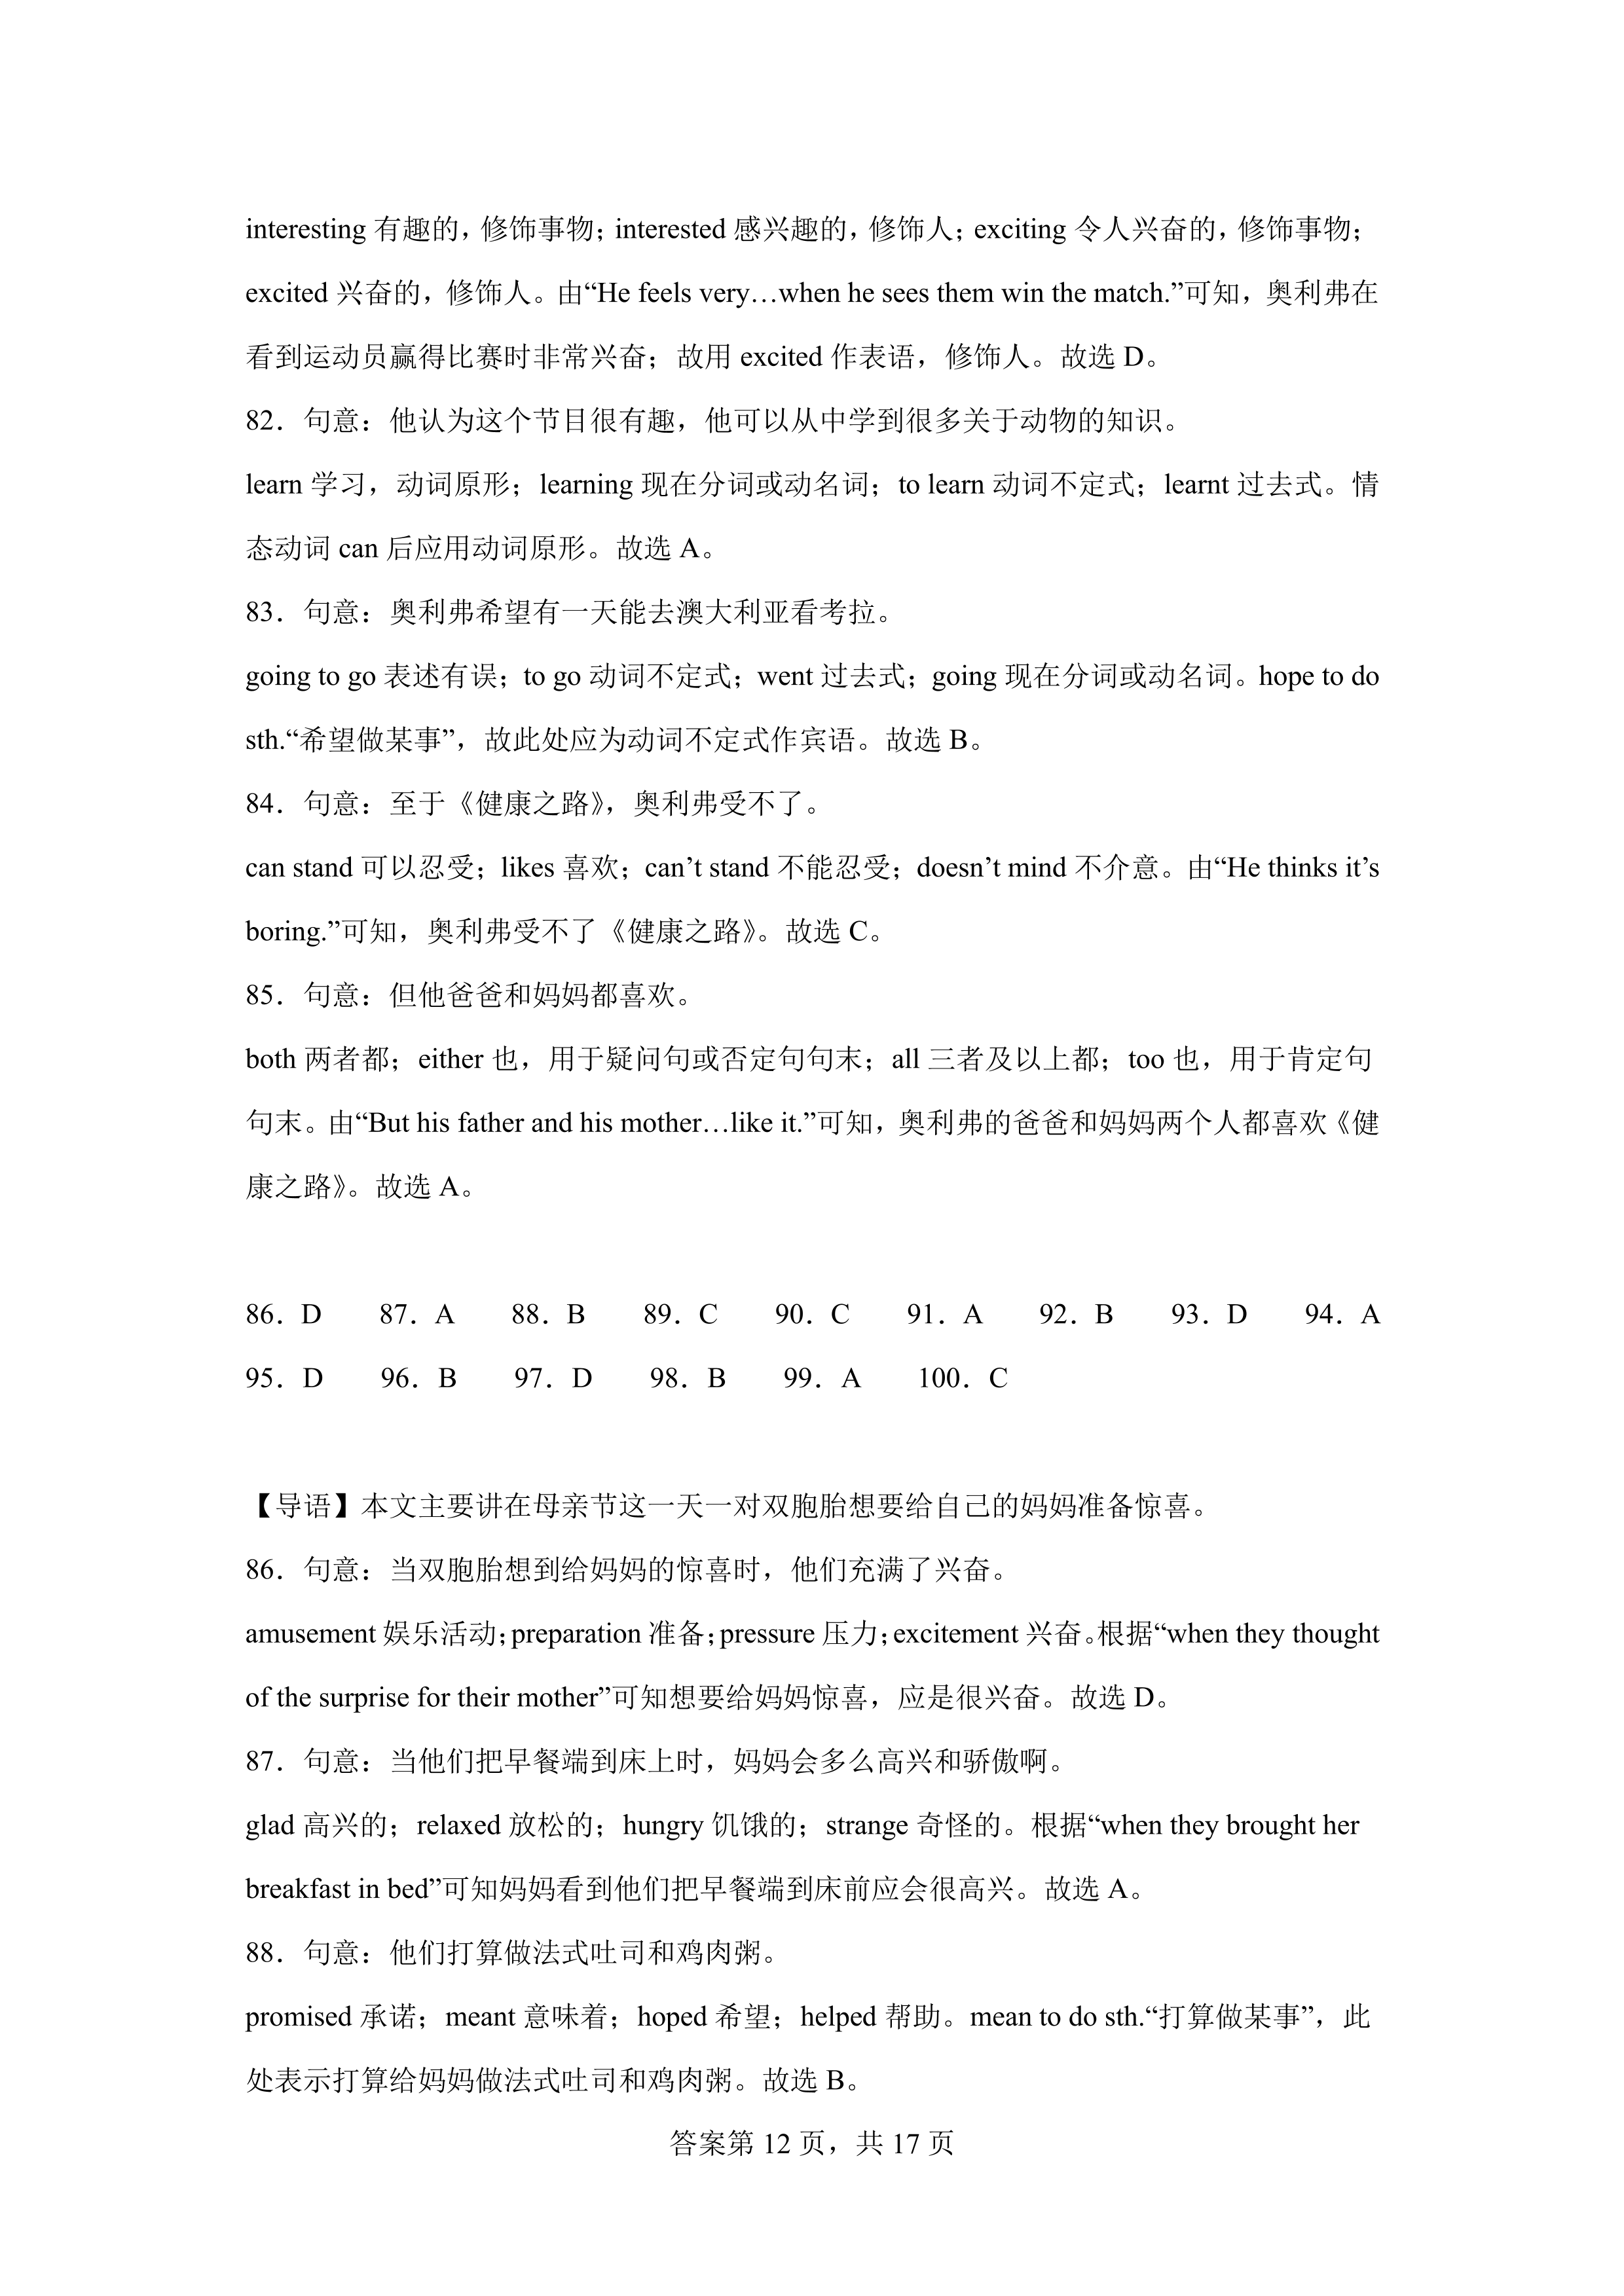 interesting 有趣的，修饰事物；interested 感兴趣的，修饰人；exciting 令人兴奋的，修饰事物；
excited 兴奋的，修饰人。由“He feels very…when he sees them win the match.”可知，奥利弗在
看到运动员赢得比赛时非常兴奋；故用 excited 作表语，修饰人。故选 D。
82．句意：他认为这个节目很有趣，他可以从中学到很多关于动物的知识。
learn 学习，动词原形；learning 现在分词或动名词；to learn 动词不定式；learnt 过去式。情
态动词 can 后应用动词原形。故选 A。
83．句意：奥利弗希望有一天能去澳大利亚看考拉。
going to go 表述有误；to go 动词不定式；went 过去式；going 现在分词或动名词。hope to do
sth.“希望做某事”，故此处应为动词不定式作宾语。故选 B。
84．句意：至于《健康之路》，奥利弗受不了。
can stand 可以忍受；likes 喜欢；can’t stand 不能忍受；doesn’t mind 不介意。由“He thinks it’s
boring.”可知，奥利弗受不了《健康之路》。故选 C。
85．句意：但他爸爸和妈妈都喜欢。
both 两者都；either 也，用于疑问句或否定句句末；all 三者及以上都；too 也，用于肯定句
句末。由“But his father and his mother…like it.”可知，奥利弗的爸爸和妈妈两个人都喜欢《健
康之路》。故选 A。
86．D 87．A 88．B 89．C 90．C 91．A 92．B 93．D 94．A
95．D 96．B 97．D 98．B 99．A 100．C
【导语】本文主要讲在母亲节这一天一对双胞胎想要给自己的妈妈准备惊喜。
86．句意：当双胞胎想到给妈妈的惊喜时，他们充满了兴奋。
amusement 娱乐活动；preparation 准备；pressure 压力；excitement 兴奋。根据“when they thought
of the surprise for their mother”可知想要给妈妈惊喜，应是很兴奋。故选 D。
87．句意：当他们把早餐端到床上时，妈妈会多么高兴和骄傲啊。
glad 高兴的；relaxed 放松的；hungry 饥饿的；strange 奇怪的。根据“when they brought her
breakfast in bed”可知妈妈看到他们把早餐端到床前应会很高兴。故选 A。
88．句意：他们打算做法式吐司和鸡肉粥。
promised 承诺；meant 意味着；hoped 希望；helped 帮助。mean to do sth.“打算做某事”，此
处表示打算给妈妈做法式吐司和鸡肉粥。故选 B。
答案第 12 页，共 17 页